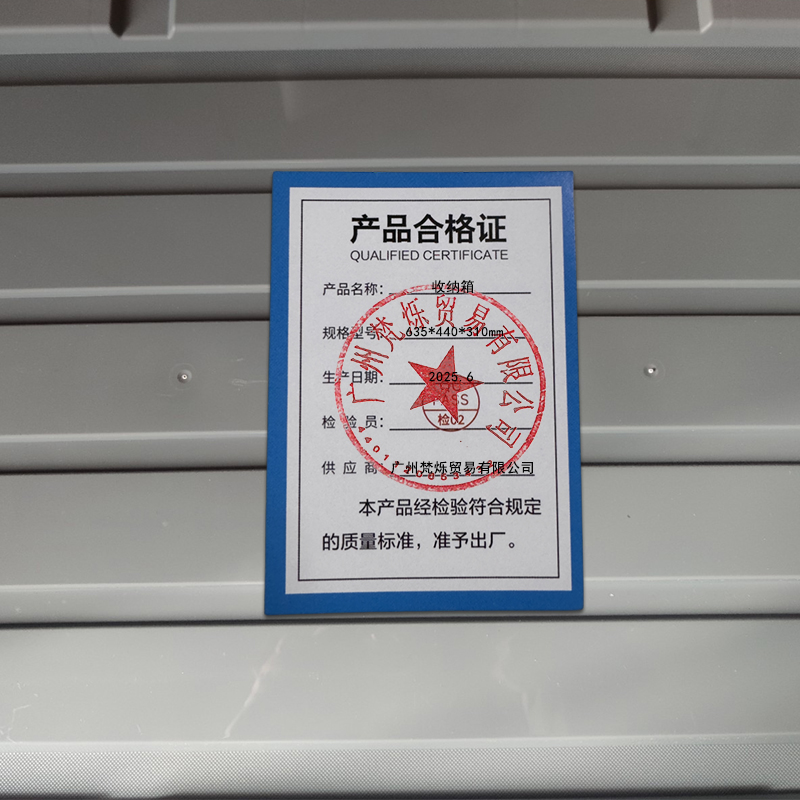 产品合格证
QUALIFIED CERTIFICATE
产品名称: 收纳箱
规格型号: 635*440*310mm
生产日期: 2025.6
检验员: 检02
供应商: 广州梵烁贸易有限公司
本产品经检验符合规定
的质量标准，准予出厂。
广州梵烁贸易有限公司
QC
PASS